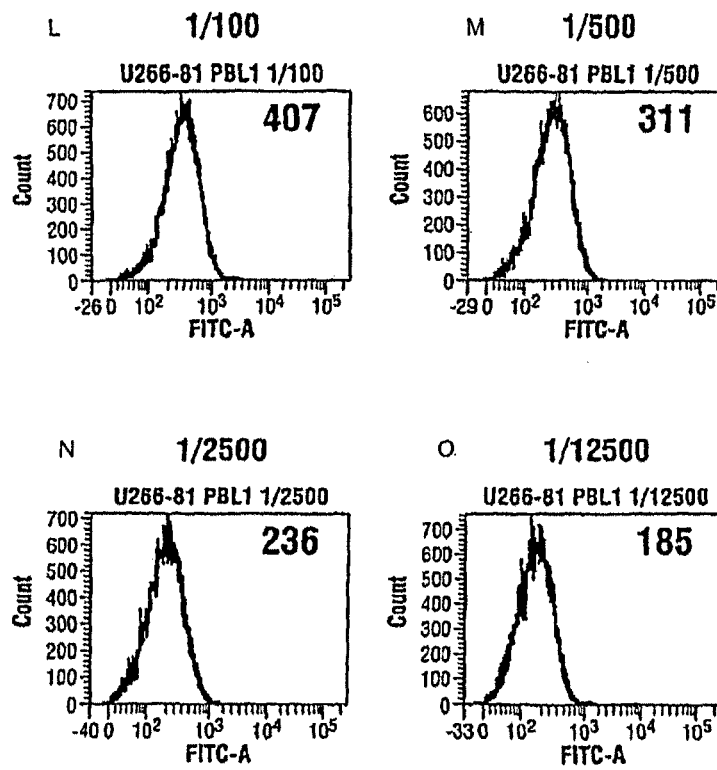 L 1/100
U266-81 PBL1 1/100
407
700
600
500
400
300
200
100
0
Count
-26 0 10² 10³ 10⁴ 10⁵
FITC-A
M 1/500
U266-81 PBL1 1/500
311
600
500
400
300
200
100
0
Count
-29 0 10² 10³ 10⁴ 10⁵
FITC-A
N 1/2500
U266-81 PBL1 1/2500
236
700
600
500
400
300
200
100
0
Count
-40 0 10² 10³ 10⁴ 10⁵
FITC-A
O 1/12500
U266-81 PBL1 1/12500
185
700
600
500
400
300
200
100
0
Count
-33 0 10² 10³ 10⁴ 10⁵
FITC-A